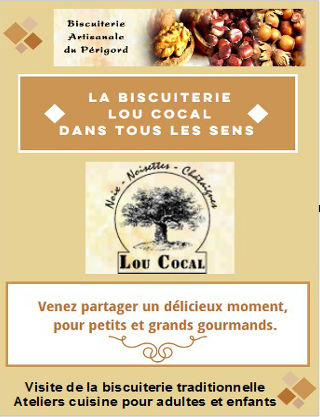 Biscuiterie
Artisanale
du Périgord
LA BISCUITERIE
LOU COCAL
DANS TOUS LES SENS
Noix - Noisettes - Châtaignes
LOU COCAL
Venez partager un délicieux moment,
pour petits et grands gourmands.
Visite de la biscuiterie traditionnelle
Ateliers cuisine pour adultes et enfants